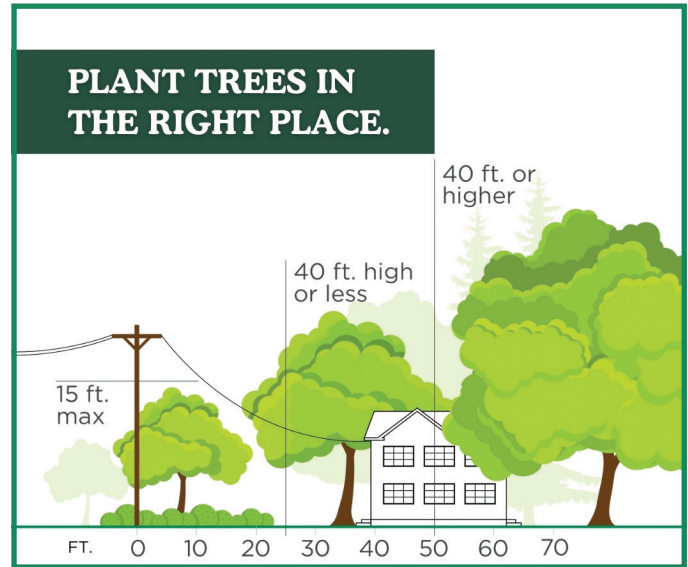 PLANT TREES IN
THE RIGHT PLACE.
40 ft. or
higher
40 ft. high
or less
15 ft.
max
FT. 0 10 20 30 40 50 60 70